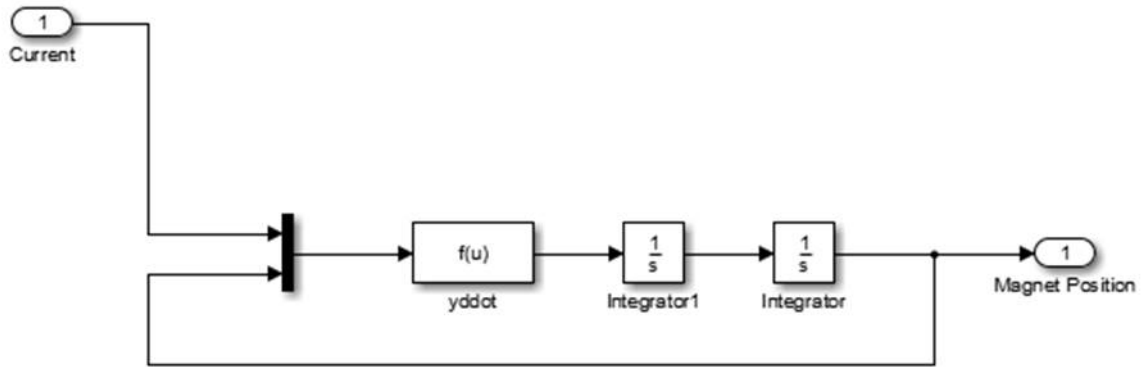 1
Current
f(u)
yddot
1
s
Integrator1
1
s
Integrator
1
Magnet Position